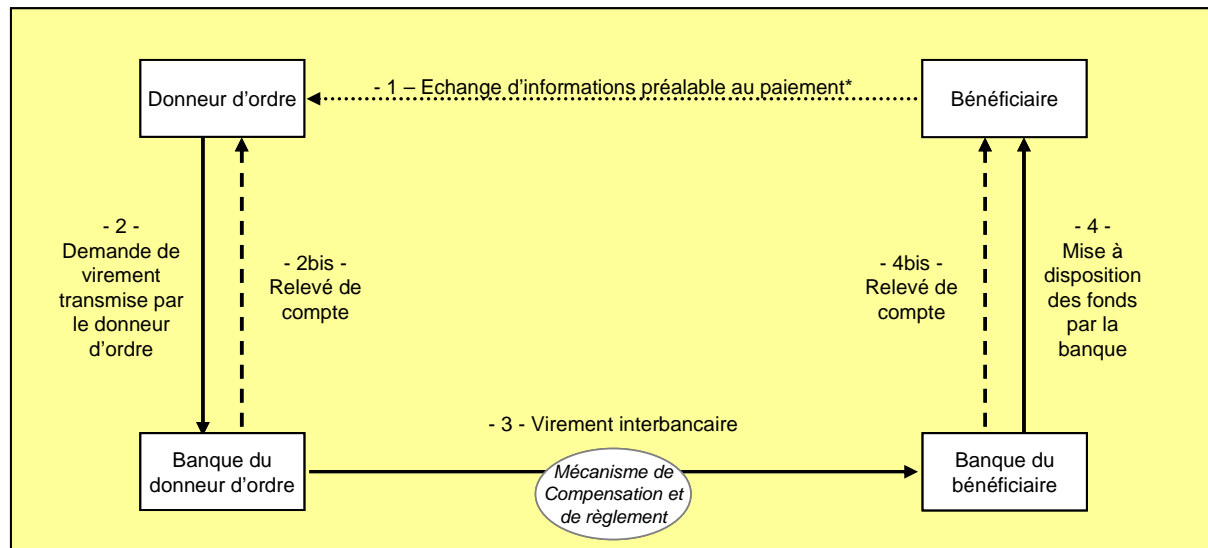 - 1 – Echange d'informations préalable au paiement*
Donneur d'ordre
Bénéficiaire
- 2 -
Demande de
virement
transmise par
le donneur
d'ordre
- 2bis -
Relevé de
compte
- 4bis -
Relevé de
compte
- 4 -
Mise à
disposition
des fonds
par la
banque
- 3 - Virement interbancaire
Banque du
donneur d'ordre
Mécanisme de
Compensation et
de règlement
Banque du
bénéficiaire